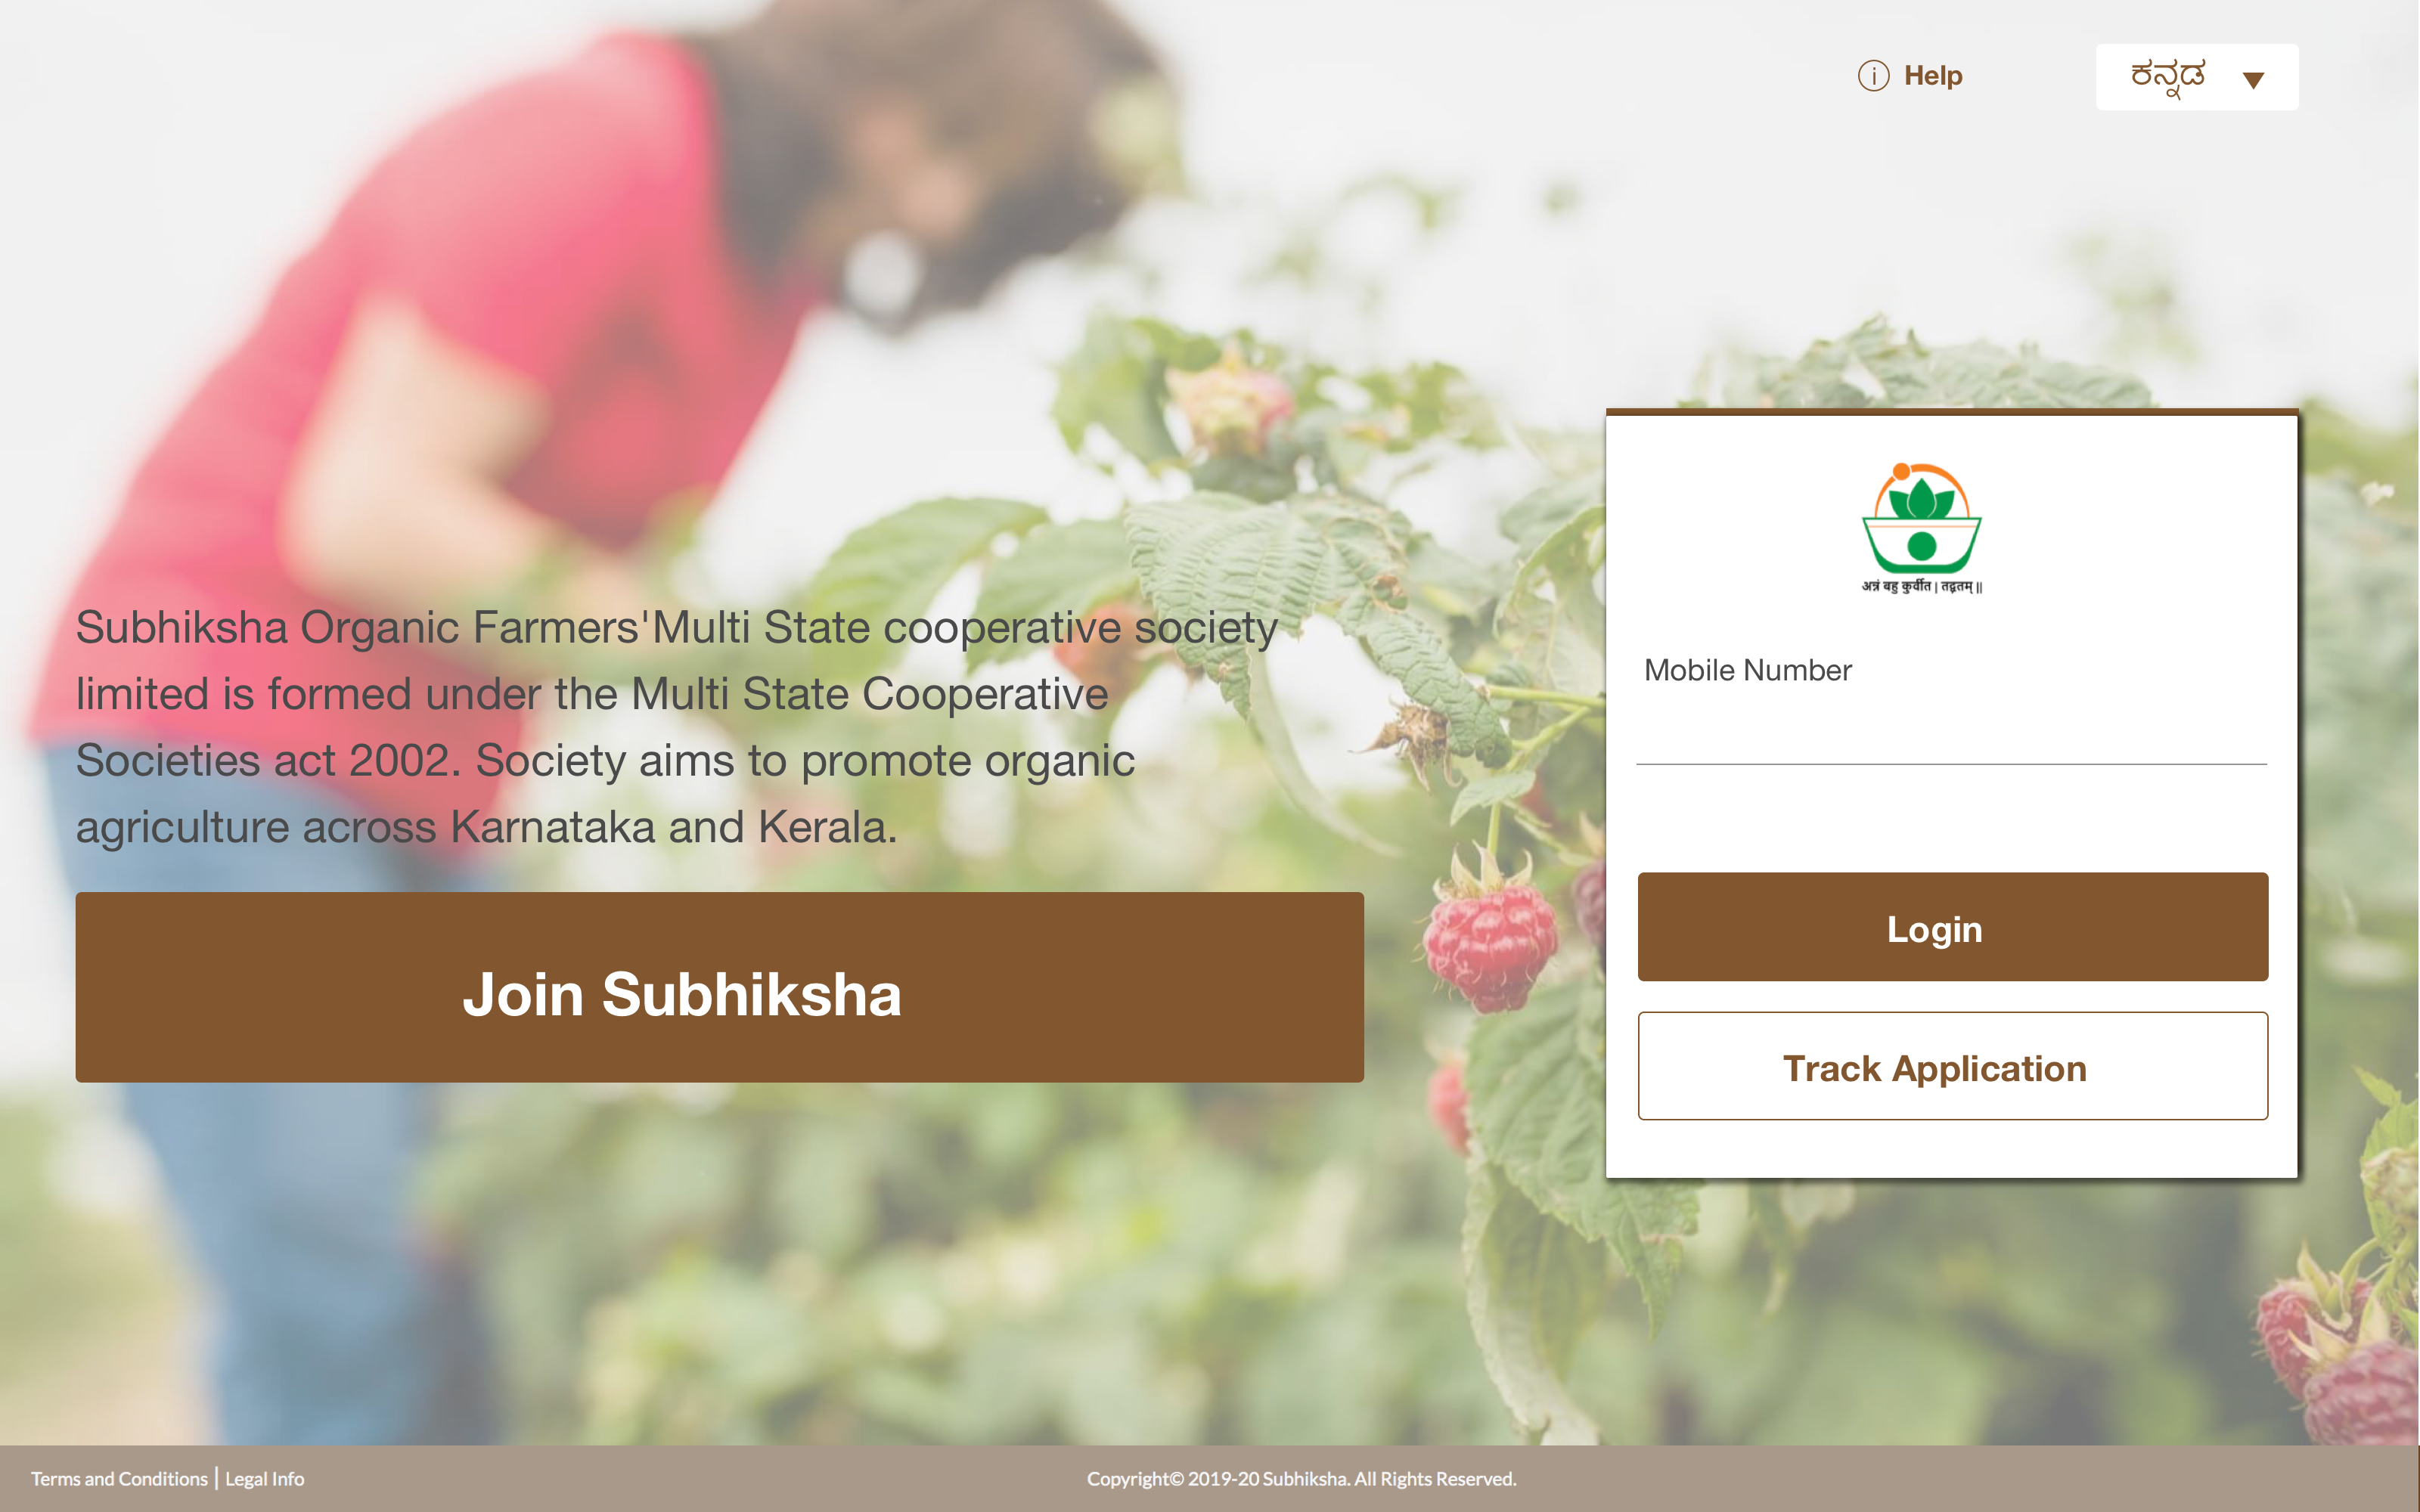 Help
ಕನ್ನಡ
अन्नं बहु कुर्वीत | तद्व्रतम् ||
Subhiksha Organic Farmers'Multi State cooperative society
limited is formed under the Multi State Cooperative
Societies act 2002. Society aims to promote organic
agriculture across Karnataka and Kerala.
Join Subhiksha
Mobile Number
Login
Track Application
Terms and Conditions | Legal Info
Copyright© 2019-20 Subhiksha. All Rights Reserved.